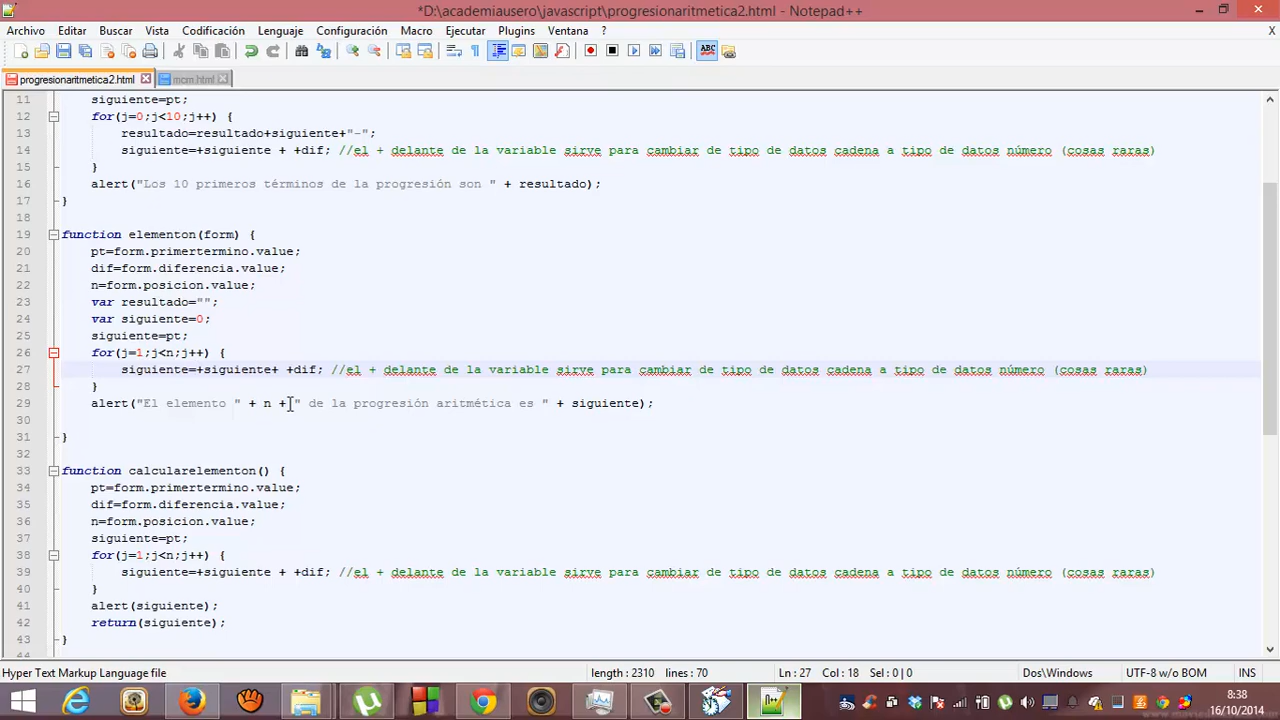 *D:\academiausero\javascript\progresionaritmetica2.html - Notepad++
Archivo Editar Buscar Vista Codificación Lenguaje Configuración Macro Ejecutar Plugins Ventana ? X
progresionaritmetica2.html mcm.html
11 siguiente=pt;
12 for(j=0;j<10;j++) {
13 resultado=resultado+siguiente+"-";
14 siguiente=+siguiente + +dif; //el + delante de la variable sirve para cambiar de tipo de datos cadena a tipo de datos número (cosas raras)
15 }
16 alert("Los 10 primeros términos de la progresión son " + resultado);
17 }
18
19 function elementon(form) {
20 pt=form.primertermino.value;
21 dif=form.diferencia.value;
22 n=form.posicion.value;
23 var resultado="";
24 var siguiente=0;
25 siguiente=pt;
26 for(j=1;j<n;j++) {
27 siguiente=+siguiente+ +dif; //el + delante de la variable sirve para cambiar de tipo de datos cadena a tipo de datos número (cosas raras)
28 }
29 alert("El elemento " + n + " de la progresión aritmética es " + siguiente);
30
31 }
32
33 function calcularelementon() {
34 pt=form.primertermino.value;
35 dif=form.diferencia.value;
36 n=form.posicion.value;
37 siguiente=pt;
38 for(j=1;j<n;j++) {
39 siguiente=+siguiente + +dif; //el + delante de la variable sirve para cambiar de tipo de datos cadena a tipo de datos número (cosas raras)
40 }
41 alert(siguiente);
42 return(siguiente);
43 }
Hyper Text Markup Language file length : 2310 lines : 70 Ln : 27 Col : 18 Sel : 0 | 0 Dos\Windows UTF-8 w/o BOM INS
8:38
16/10/2014